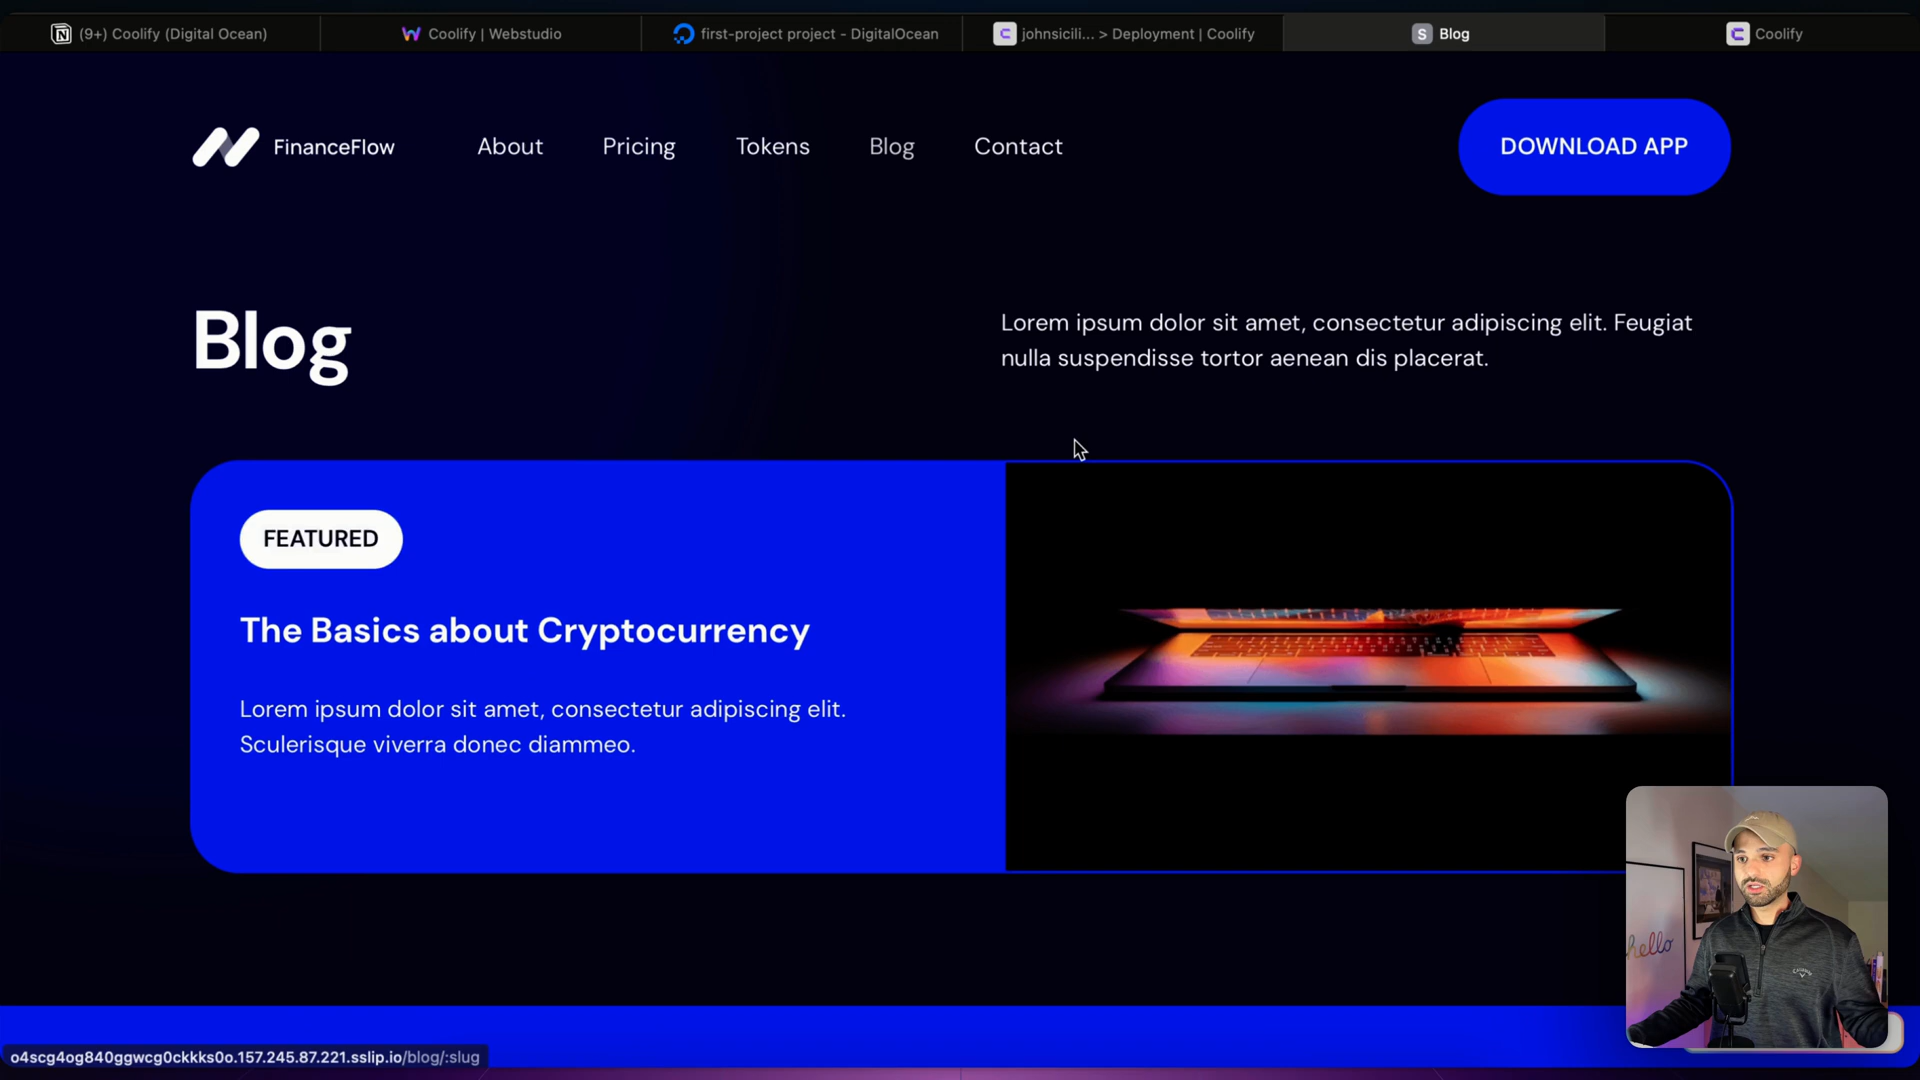 (9+) Coolify (Digital Ocean)
Coolify | Webstudio
first-project project - DigitalOcean
johnsicili... > Deployment | Coolify
S Blog
Coolify
FinanceFlow
About
Pricing
Tokens
Blog
Contact
DOWNLOAD APP
Blog
Lorem ipsum dolor sit amet, consectetur adipiscing elit. Feugiat
nulla suspendisse tortor aenean dis placerat.
FEATURED
The Basics about Cryptocurrency
Lorem ipsum dolor sit amet, consectetur adipiscing elit.
Sculerisque viverra donec diammeo.
hello
o4scg4og840ggwcg0ckkks0o.157.245.87.221.sslip.io/blog/:slug